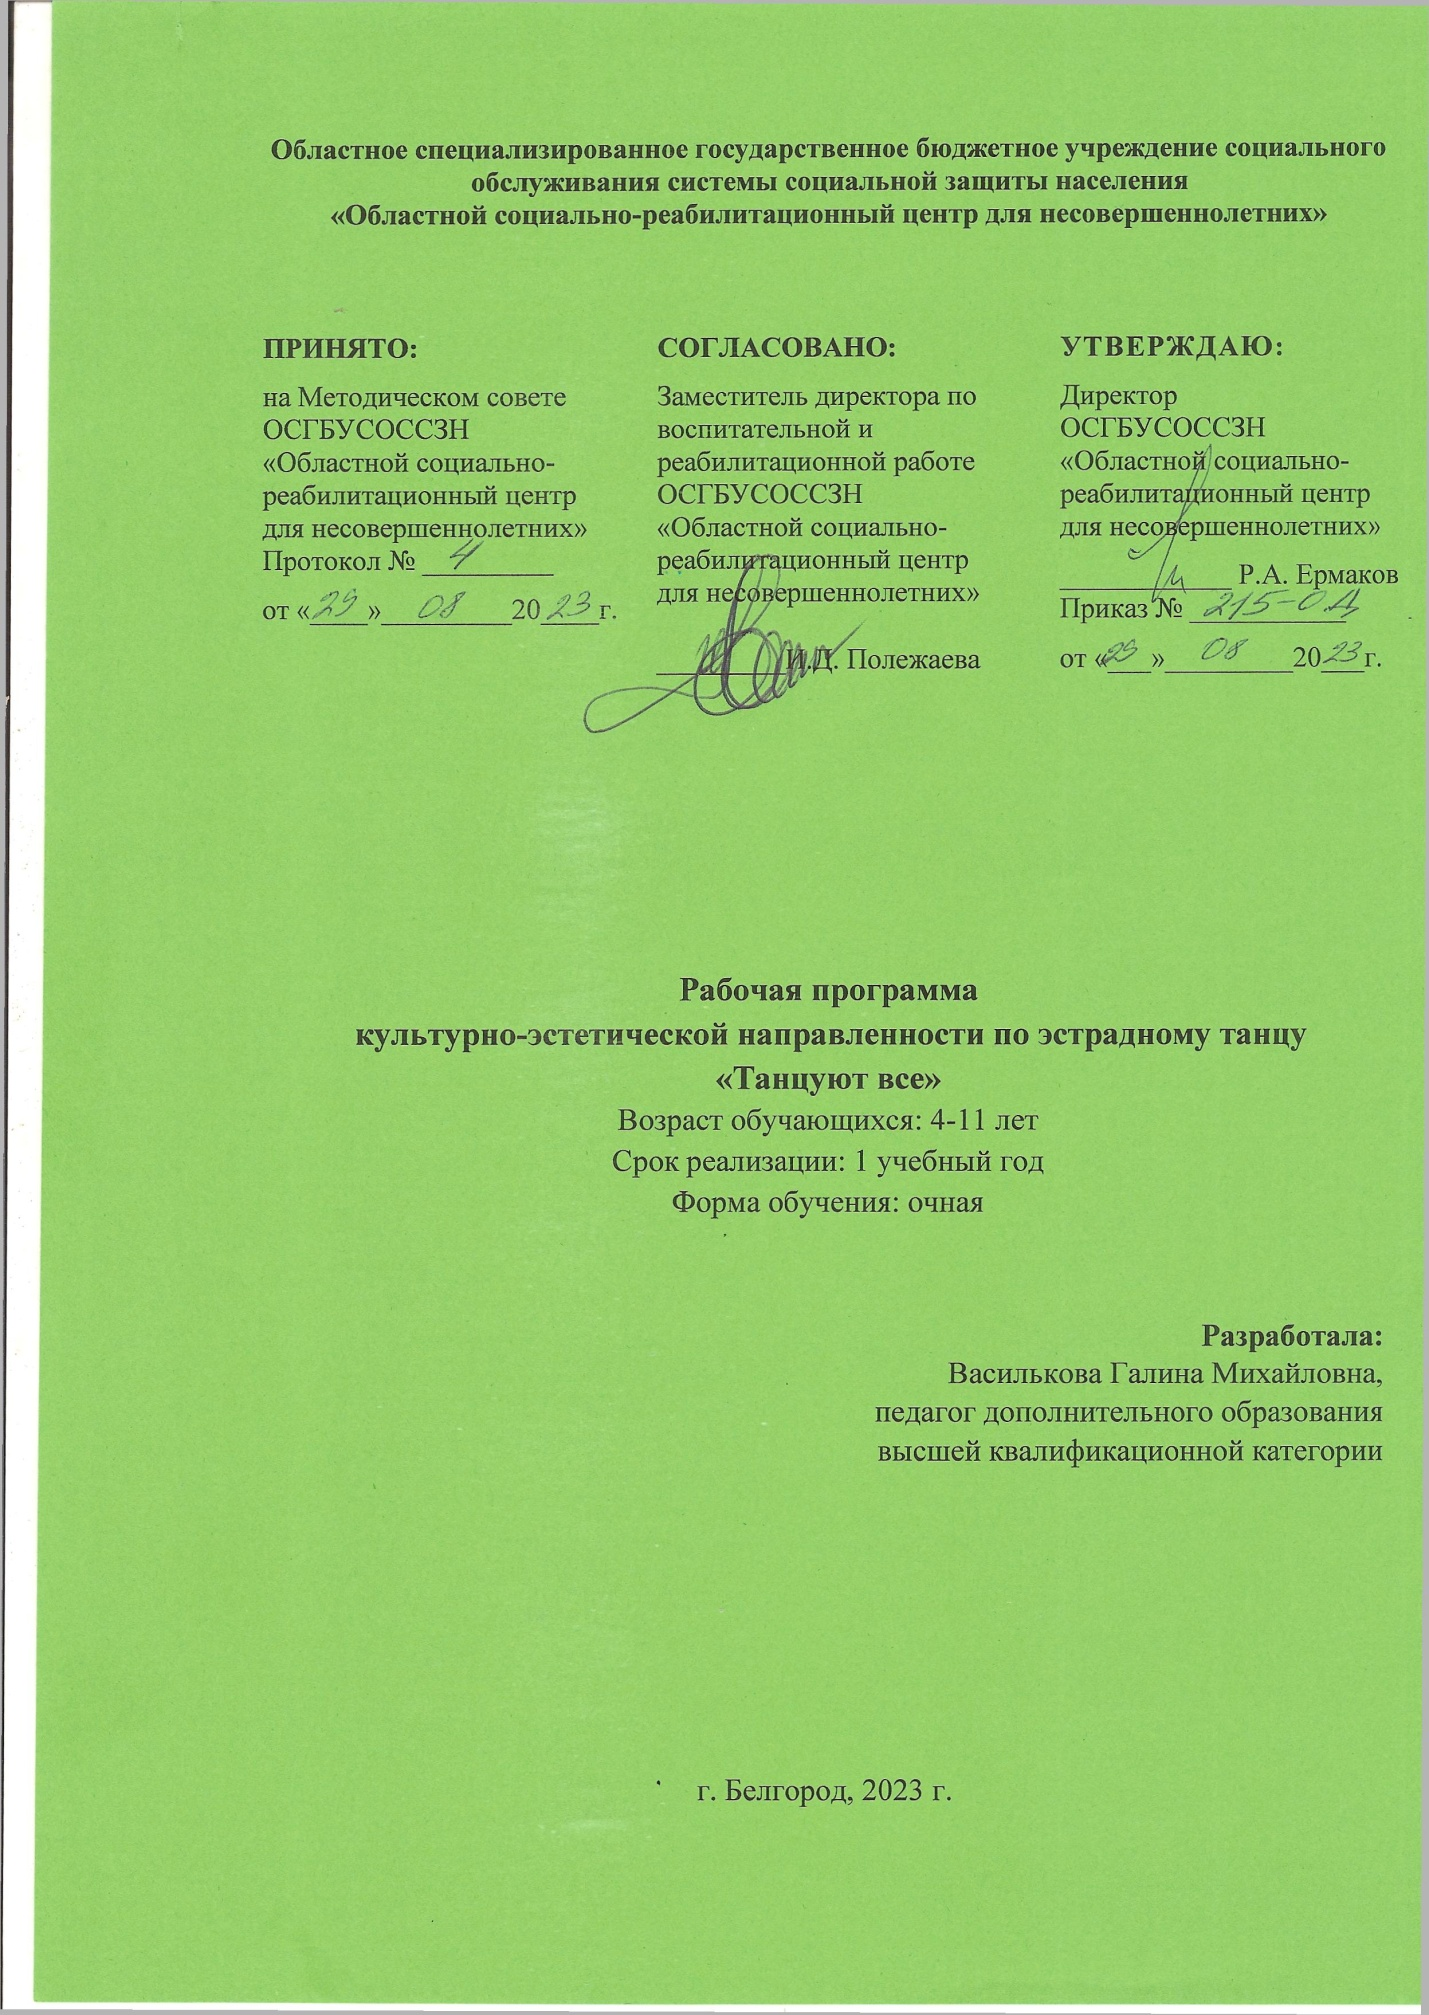 Областное специализированное государственное бюджетное учреждение социального
обслуживания системы социальной защиты населения
«Областной социально-реабилитационный центр для несовершеннолетних»
ПРИНЯТО:
на Методическом совете
ОСГБУСОССЗН
«Областной социально-
реабилитационный центр
для несовершеннолетних»
Протокол № 4
от «29» 08 2023 г.
СОГЛАСОВАНО:
Заместитель директора по
воспитательной и
реабилитационной работе
ОСГБУСОССЗН
«Областной социально-
реабилитационный центр
для несовершеннолетних»
И.Д. Полежаева
УТВЕРЖДАЮ:
Директор
ОСГБУСОССЗН
«Областной социально-
реабилитационный центр
для несовершеннолетних»
Р.А. Ермаков
Приказ № 215-ОД
от «29» 08 2023 г.
Рабочая программа
культурно-эстетической направленности по эстрадному танцу
«Танцуют все»
Возраст обучающихся: 4-11 лет
Срок реализации: 1 учебный год
Форма обучения: очная
Разработала:
Василькова Галина Михайловна,
педагог дополнительного образования
высшей квалификационной категории
г. Белгород, 2023 г.